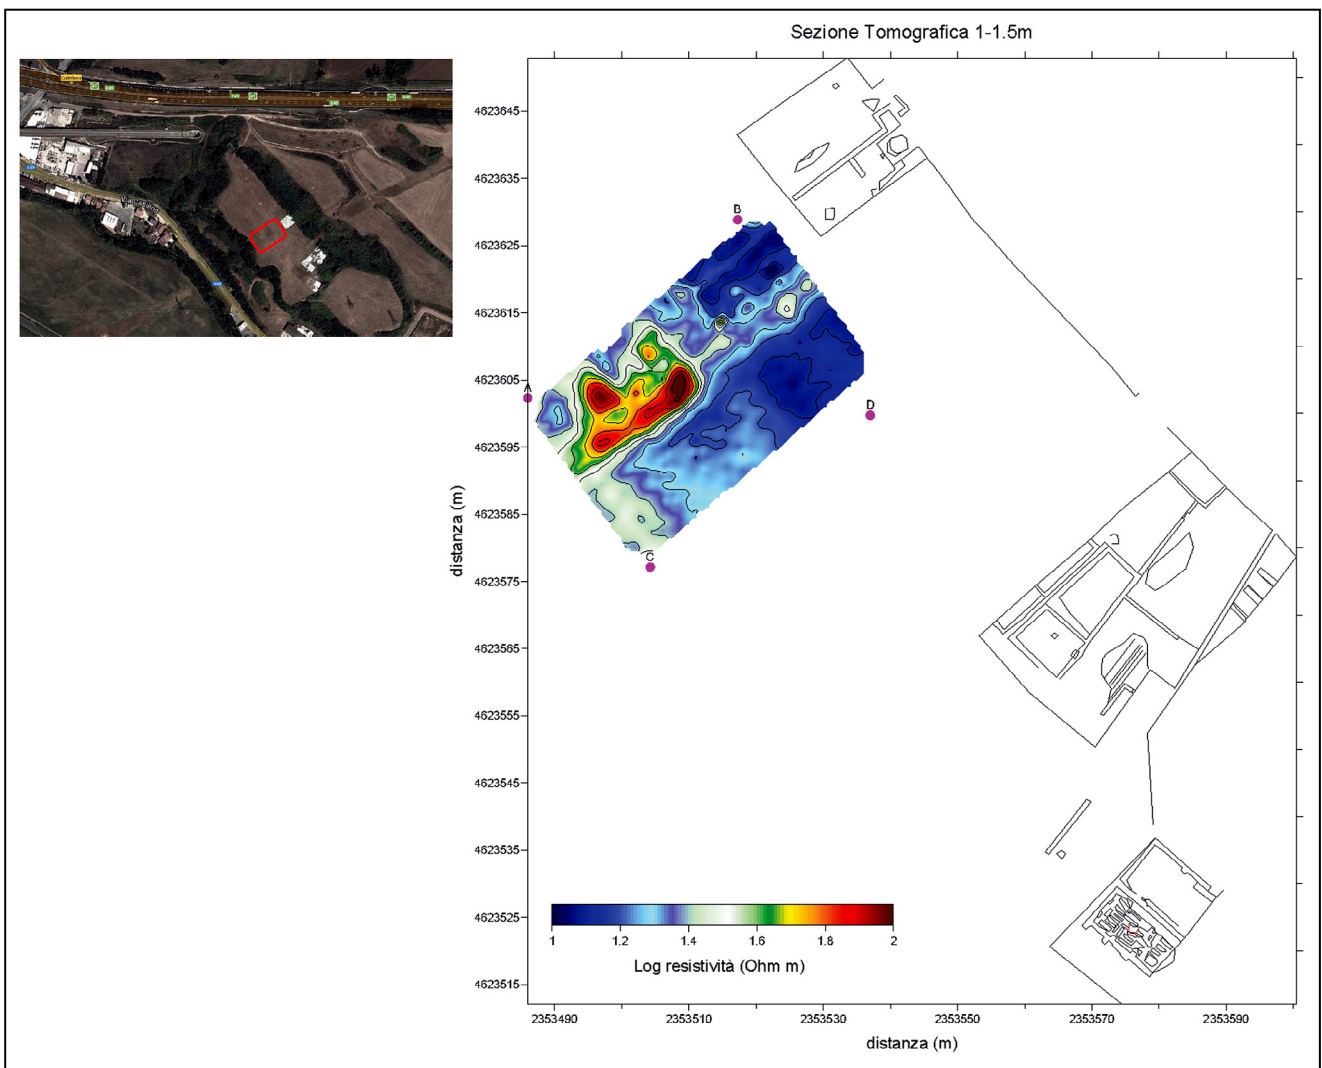 Sezione Tomografica 1-1.5m
Via Casilina
4623645
4623635
4623625
4623615
4623605
4623595
4623585
4623575
4623565
4623555
4623545
4623535
4623525
4623515
distanza (m)
B
A
D
C
1 1.2 1.4 1.6 1.8 2
Log resistività (Ohm m)
2353490 2353510 2353530 2353550 2353570 2353590
distanza (m)